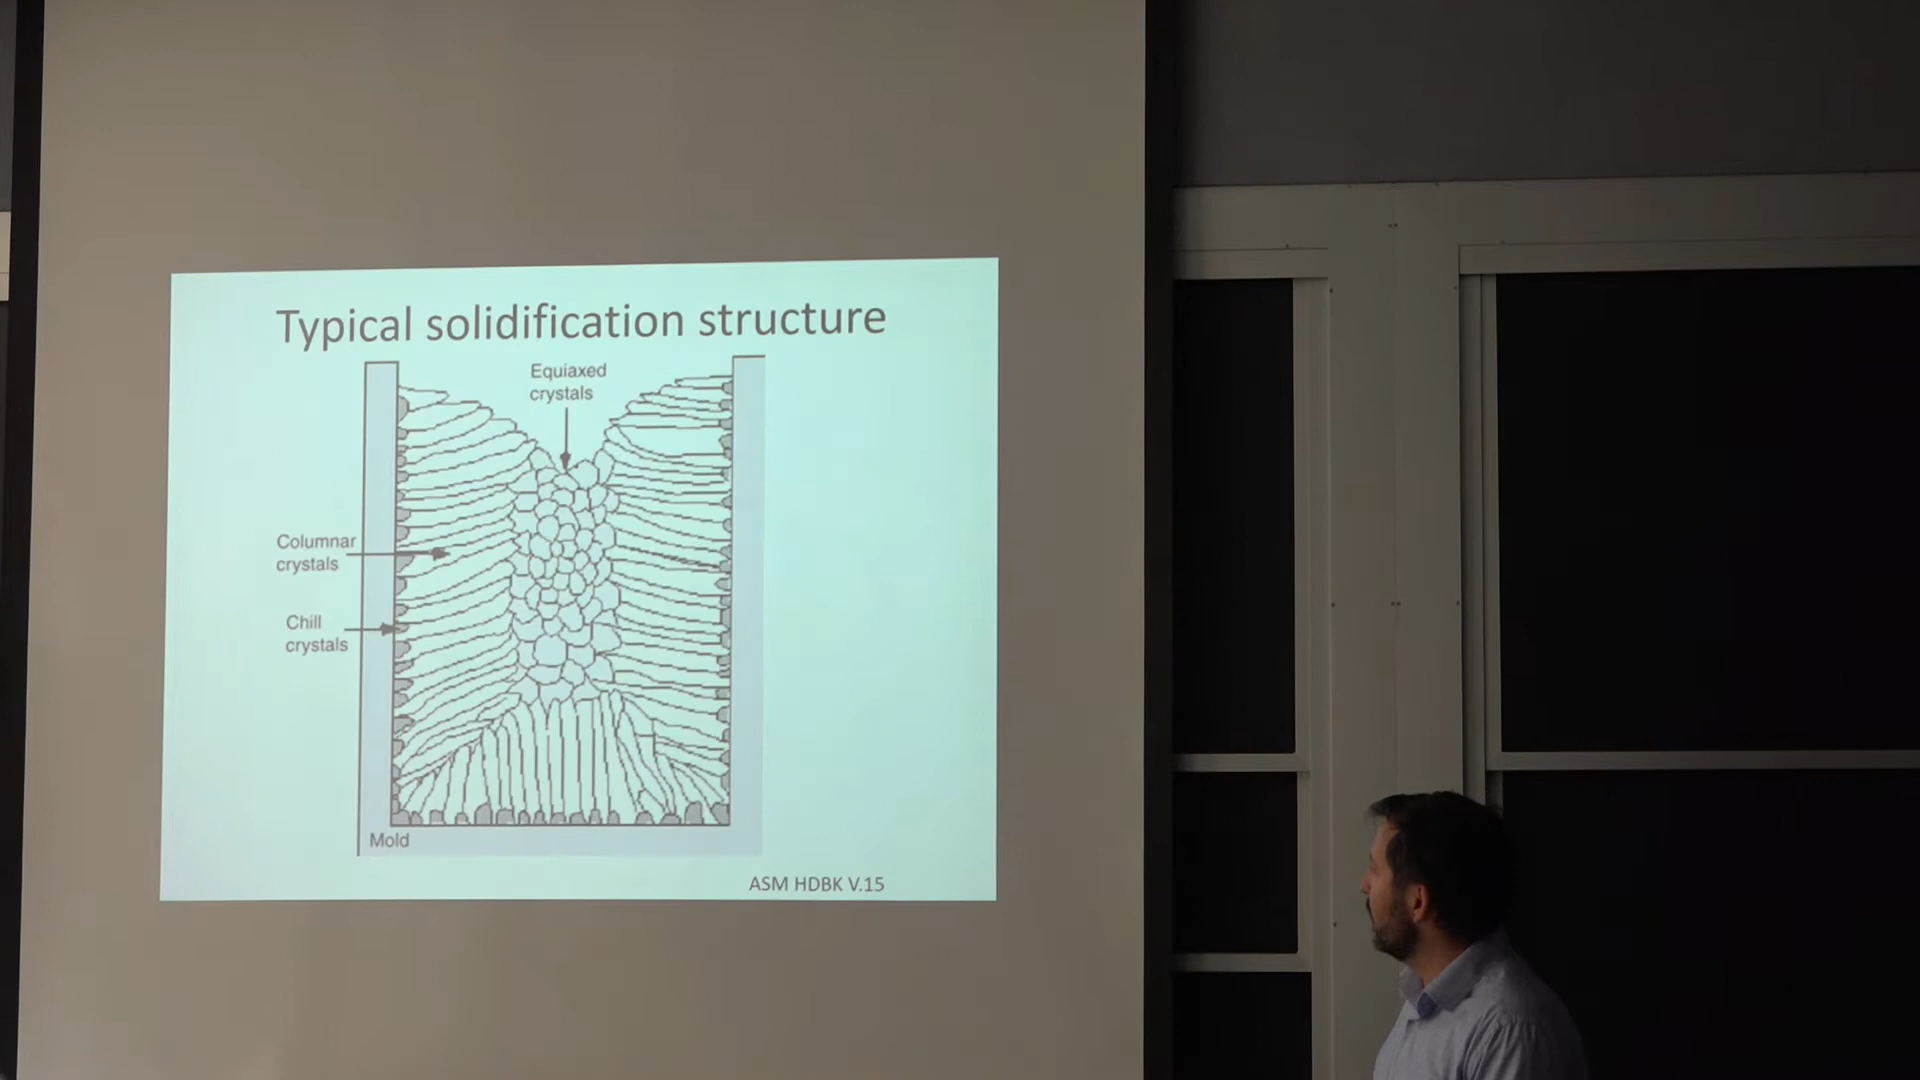 Typical solidification structure
Equiaxed
crystals
Columnar
crystals
Chill
crystals
Mold
ASM HDBK V.15